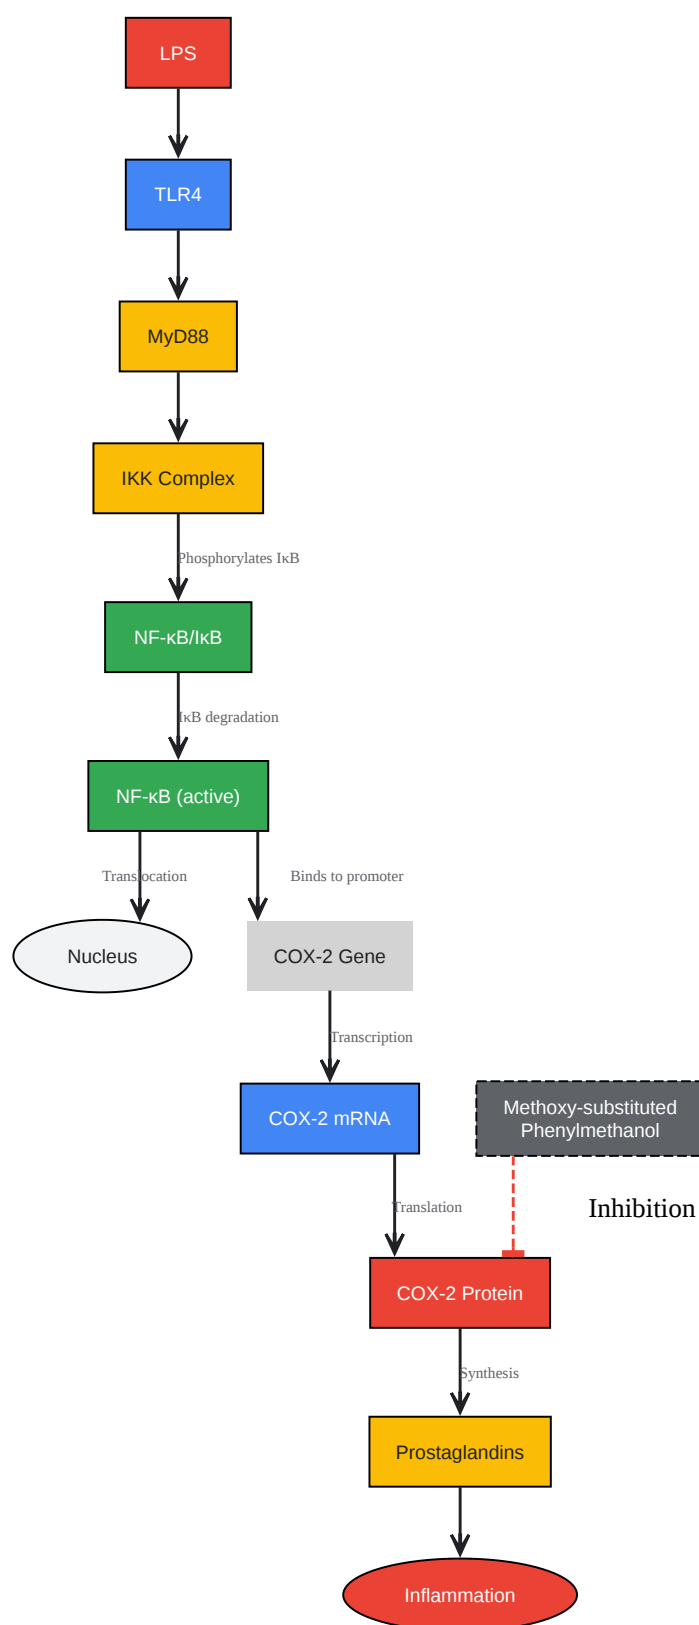 LPS
TLR4
MyD88
IKK Complex
Phosphorylates IκB
NF-κB/IκB
IκB degradation
NF-κB (active)
Translocation
Binds to promoter
Nucleus
COX-2 Gene
Transcription
COX-2 mRNA
Methoxy-substituted
Phenylmethanol
Translation
Inhibition
COX-2 Protein
Synthesis
Prostaglandins
Inflammation